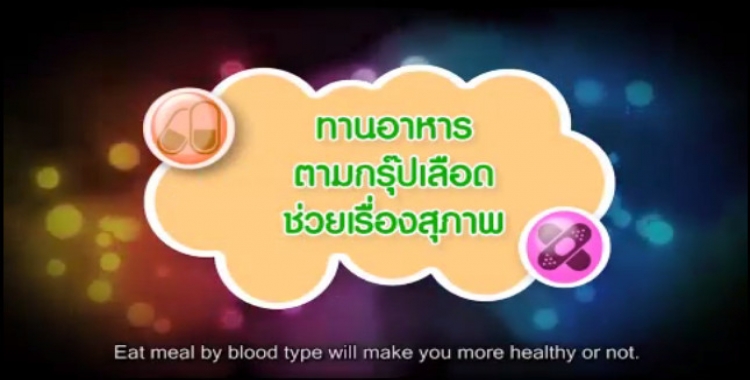 ทานอาหาร
ตามกรุ๊ปเลือด
ช่วยเรื่องสุภาพ
Eat meal by blood type will make you more healthy or not.